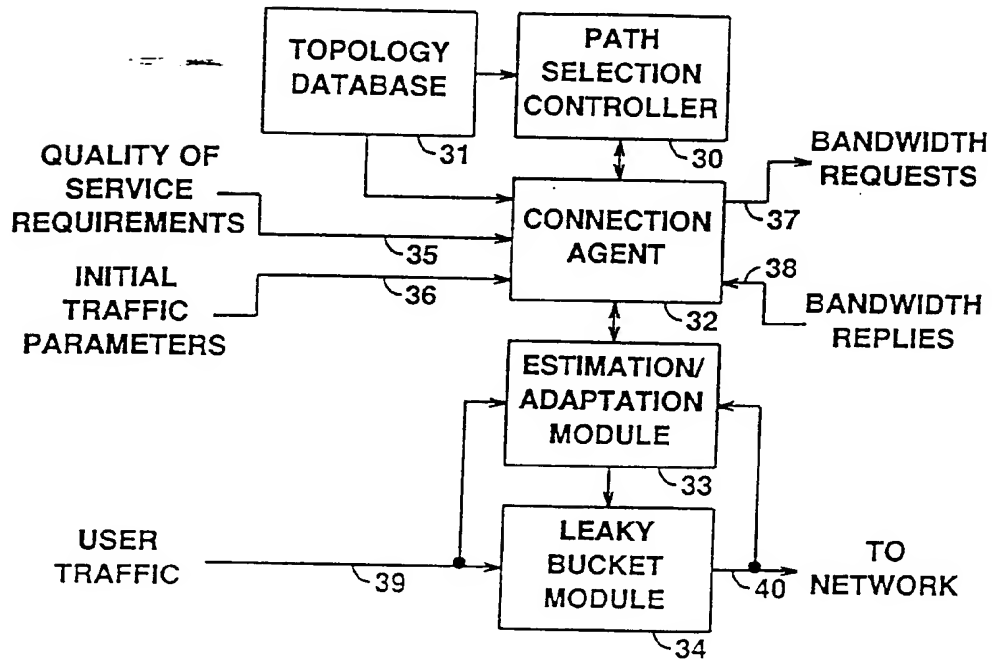 TOPOLOGY
DATABASE
31
PATH
SELECTION
CONTROLLER
30
QUALITY OF
SERVICE
REQUIREMENTS
35
INITIAL
TRAFFIC
PARAMETERS
36
CONNECTION
AGENT
32
BANDWIDTH
REQUESTS
37
38
BANDWIDTH
REPLIES
ESTIMATION/
ADAPTATION
MODULE
33
USER
TRAFFIC
39
LEAKY
BUCKET
MODULE
34
40
TO
NETWORK